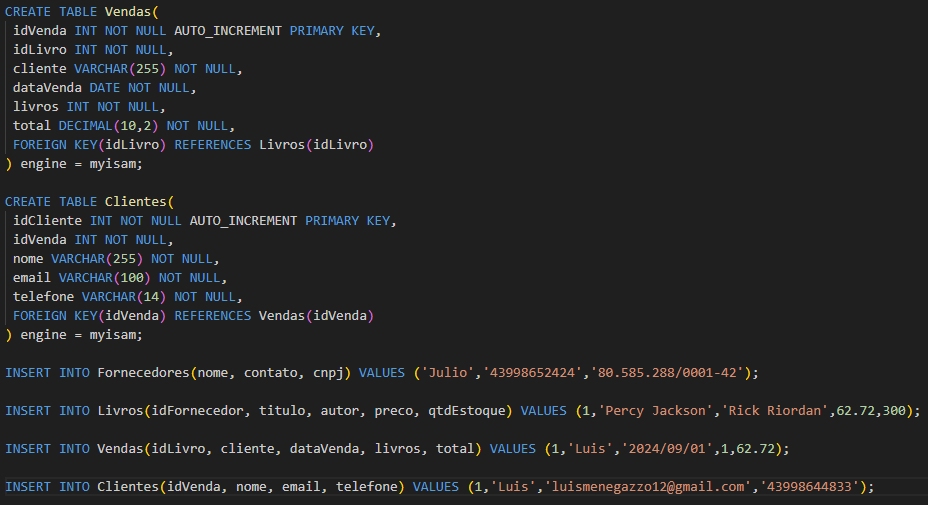 CREATE TABLE Vendas(
idVenda INT NOT NULL AUTO_INCREMENT PRIMARY KEY,
idLivro INT NOT NULL,
cliente VARCHAR(255) NOT NULL,
dataVenda DATE NOT NULL,
livros INT NOT NULL,
total DECIMAL(10,2) NOT NULL,
FOREIGN KEY(idLivro) REFERENCES Livros(idLivro)
) engine = myisam;
CREATE TABLE Clientes(
idCliente INT NOT NULL AUTO_INCREMENT PRIMARY KEY,
idVenda INT NOT NULL,
nome VARCHAR(255) NOT NULL,
email VARCHAR(100) NOT NULL,
telefone VARCHAR(14) NOT NULL,
FOREIGN KEY(idVenda) REFERENCES Vendas(idVenda)
) engine = myisam;
INSERT INTO Fornecedores(nome, contato, cnpj) VALUES ('Julio','43998652424','80.585.288/0001-42');
INSERT INTO Livros(idFornecedor, titulo, autor, preco, qtdEstoque) VALUES (1,'Percy Jackson','Rick Riordan',62.72,300);
INSERT INTO Vendas(idLivro, cliente, dataVenda, livros, total) VALUES (1,'Luis','2024/09/01',1,62.72);
INSERT INTO Clientes(idVenda, nome, email, telefone) VALUES (1,'Luis','luismenegazzo12@gmail.com','43998644833');